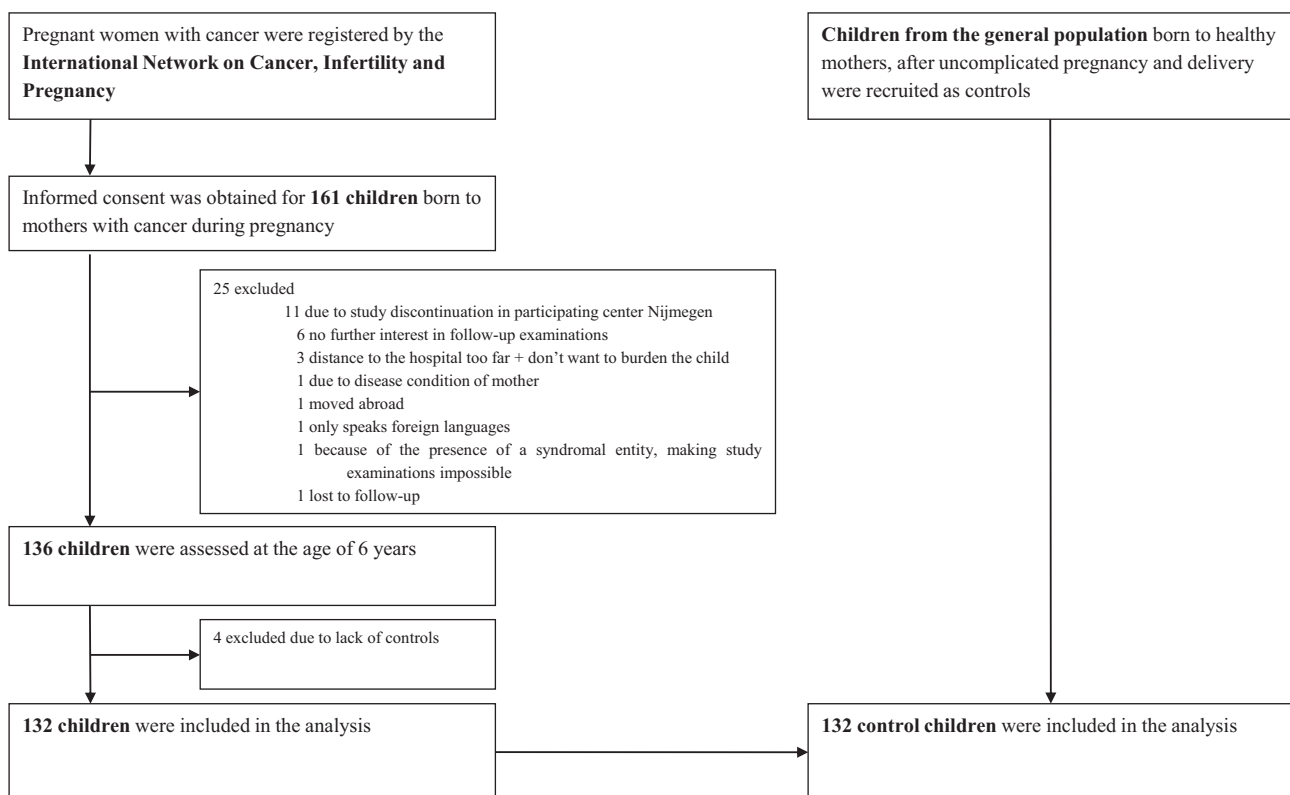 Pregnant women with cancer were registered by the
International Network on Cancer, Infertility and
Pregnancy
Children from the general population born to healthy
mothers, after uncomplicated pregnancy and delivery
were recruited as controls
Informed consent was obtained for 161 children born to
mothers with cancer during pregnancy
25 excluded
11 due to study discontinuation in participating center Nijmegen
6 no further interest in follow-up examinations
3 distance to the hospital too far + don’t want to burden the child
1 due to disease condition of mother
1 moved abroad
1 only speaks foreign languages
1 because of the presence of a syndromal entity, making study
examinations impossible
1 lost to follow-up
136 children were assessed at the age of 6 years
4 excluded due to lack of controls
132 children were included in the analysis
132 control children were included in the analysis